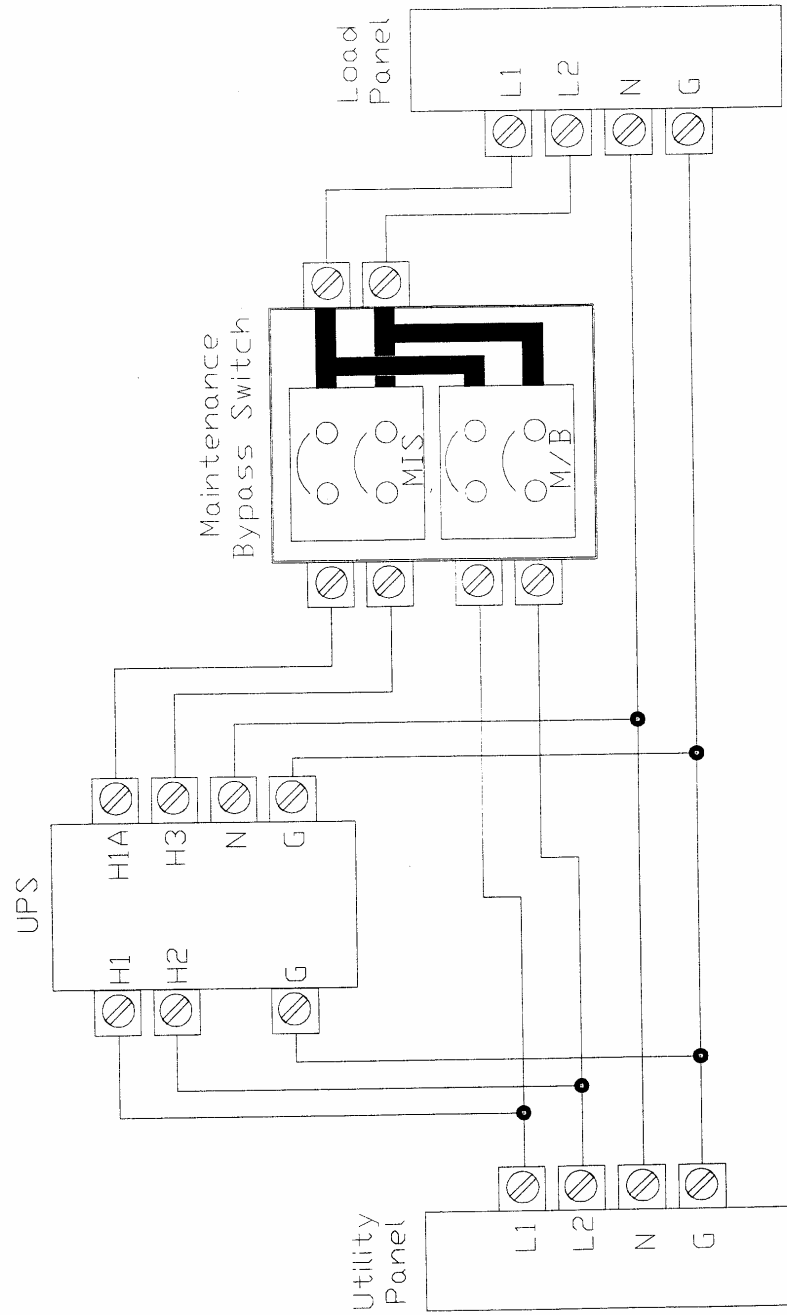 Utility
Panel
L1
L2
N
G
UPS
H1
H2
G
H1A
H3
N
G
Maintenance
Bypass Switch
MIS
M/B
Load
Panel
L1
L2
N
G